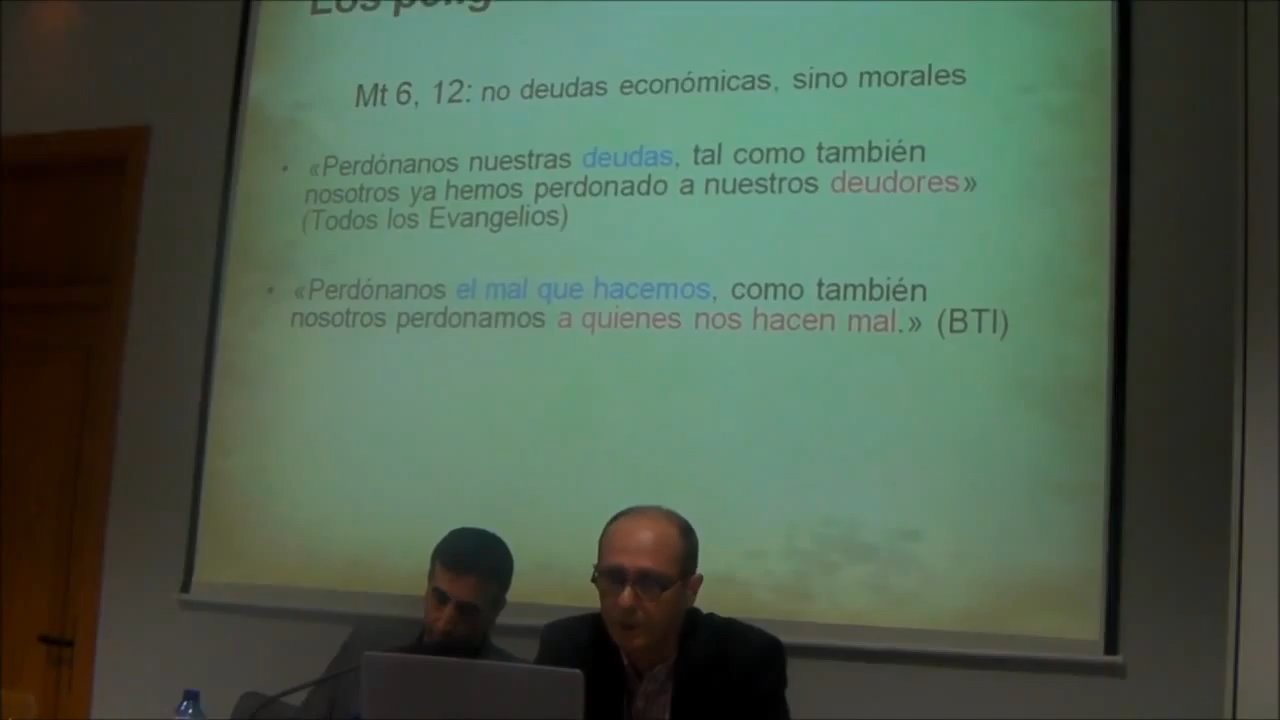 Los
Mt 6, 12: no deudas económicas, sino morales
• «Perdónanos nuestras deudas, tal como también
nosotros ya hemos perdonado a nuestros deudores»
(Todos los Evangelios)
• «Perdónanos el mal que hacemos, como también
nosotros perdonamos a quienes nos hacen mal.» (BTI)